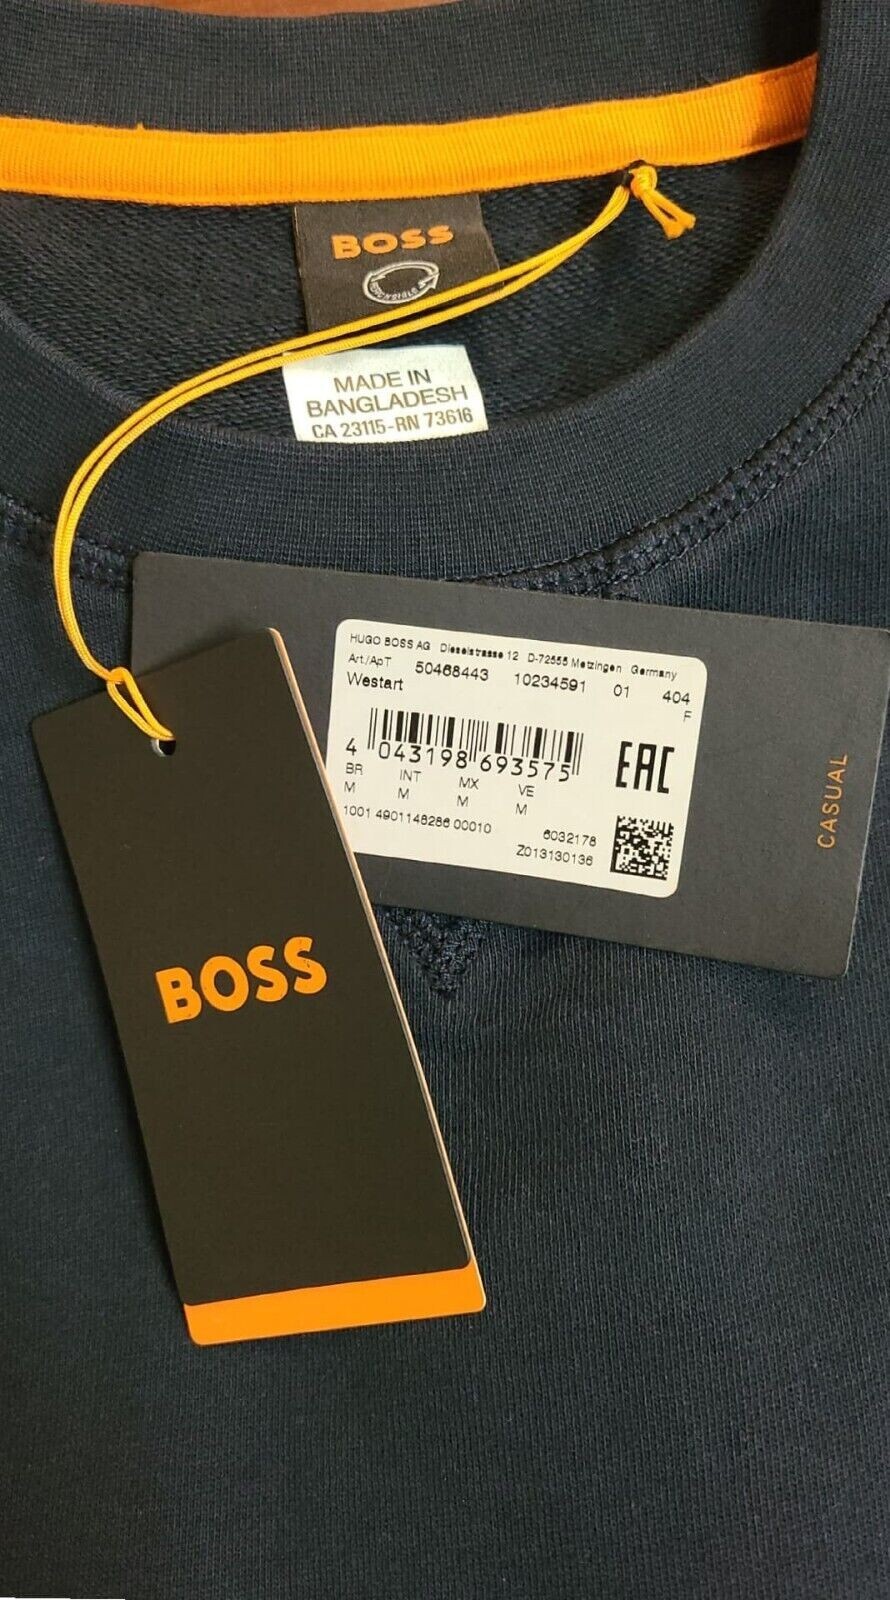 BOSS
RESPONSIBLE
MADE IN
BANGLADESH
CA 23115-RN 73616
HUGO BOSS AG Dieselstrasse 12 D-72555 Metzingen Germany
Art./ApT 50468443 10234591 01 404
Westart F
4 043198 693575
EAC
BR INT MX VE
M M M M
1001 4901148286 00010 6032178
Z013130136
CASUAL
BOSS